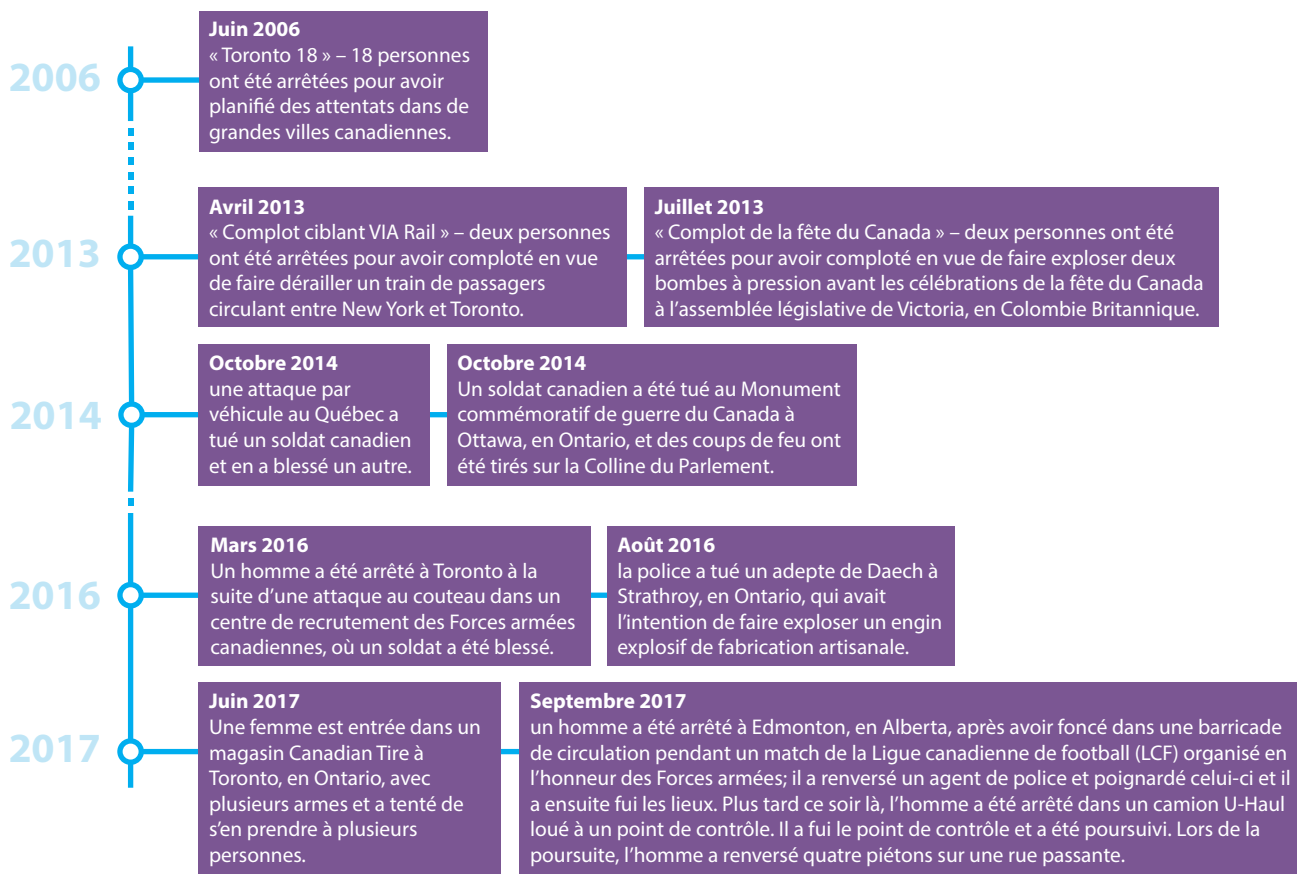 2006
Juin 2006
« Toronto 18 » – 18 personnes
ont été arrêtées pour avoir
planifié des attentats dans de
grandes villes canadiennes.
2013
Avril 2013
« Complot ciblant VIA Rail » – deux personnes
ont été arrêtées pour avoir comploté en vue
de faire dérailler un train de passagers
circulant entre New York et Toronto.
Juillet 2013
« Complot de la fête du Canada » – deux personnes ont été
arrêtées pour avoir comploté en vue de faire exploser deux
bombes à pression avant les célébrations de la fête du Canada
à l’assemblée législative de Victoria, en Colombie Britannique.
2014
Octobre 2014
une attaque par
véhicule au Québec a
tué un soldat canadien
et en a blessé un autre.
Octobre 2014
Un soldat canadien a été tué au Monument
commémoratif de guerre du Canada à
Ottawa, en Ontario, et des coups de feu ont
été tirés sur la Colline du Parlement.
2016
Mars 2016
Un homme a été arrêté à Toronto à la
suite d’une attaque au couteau dans un
centre de recrutement des Forces armées
canadiennes, où un soldat a été blessé.
Août 2016
la police a tué un adepte de Daech à
Strathroy, en Ontario, qui avait
l’intention de faire exploser un engin
explosif de fabrication artisanale.
2017
Juin 2017
Une femme est entrée dans un
magasin Canadian Tire à
Toronto, en Ontario, avec
plusieurs armes et a tenté de
s’en prendre à plusieurs
personnes.
Septembre 2017
un homme a été arrêté à Edmonton, en Alberta, après avoir foncé dans une barricade
de circulation pendant un match de la Ligue canadienne de football (LCF) organisé en
l’honneur des Forces armées; il a renversé un agent de police et poignardé celui-ci et il
a ensuite fui les lieux. Plus tard ce soir là, l’homme a été arrêté dans un camion U-Haul
loué à un point de contrôle. Il a fui le point de contrôle et a été poursuivi. Lors de la
poursuite, l’homme a renversé quatre piétons sur une rue passante.